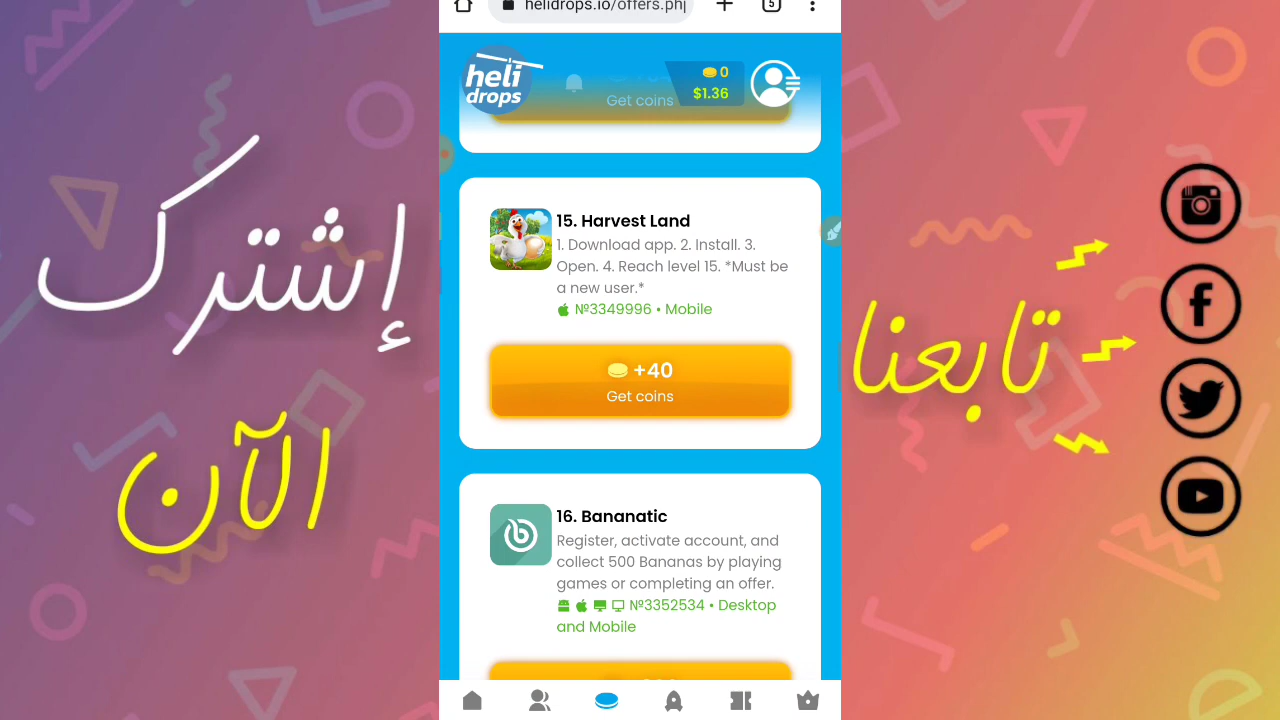 إشترك
الآن
helidrops.io/offers.php
5
heli
drops
0
$1.36
Get coins
15. Harvest Land
1. Download app. 2. Install. 3.
Open. 4. Reach level 15. *Must be
a new user.*
№3349996 • Mobile
+40
Get coins
16. Bananatic
Register, activate account, and
collect 500 Bananas by playing
games or completing an offer.
№3352534 • Desktop
and Mobile
تابعنا